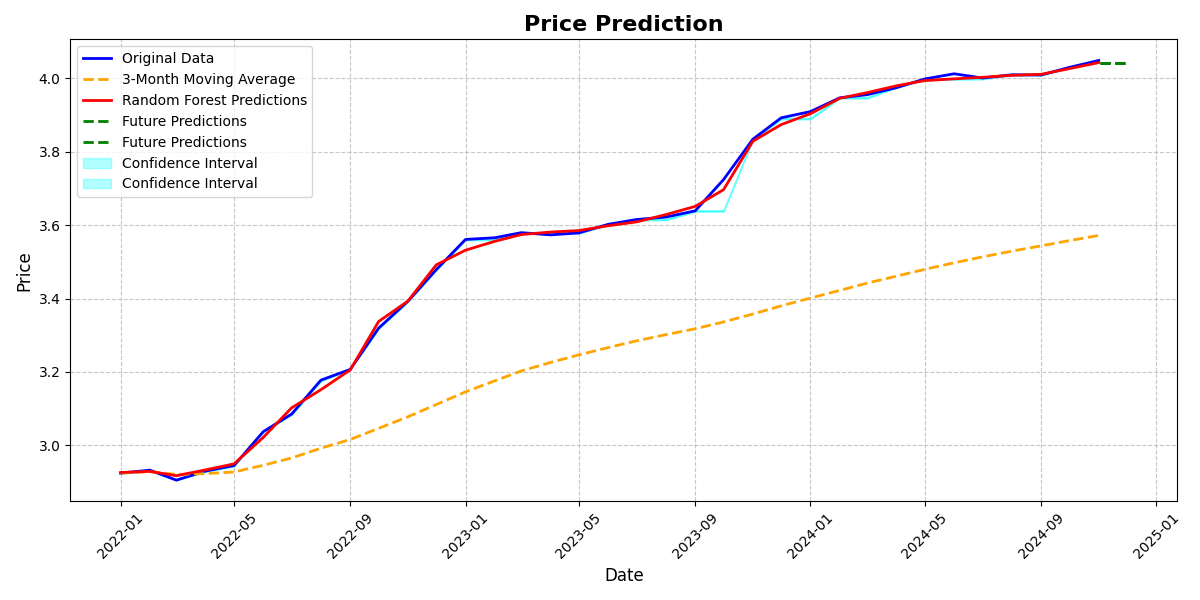 Price Prediction
Original Data
3-Month Moving Average
Random Forest Predictions
Future Predictions
Future Predictions
Confidence Interval
Confidence Interval
4.0
3.8
3.6
3.4
3.2
3.0
Price
2022-01
2022-05
2022-09
2023-01
2023-05
2023-09
2024-01
2024-05
2024-09
2025-01
Date